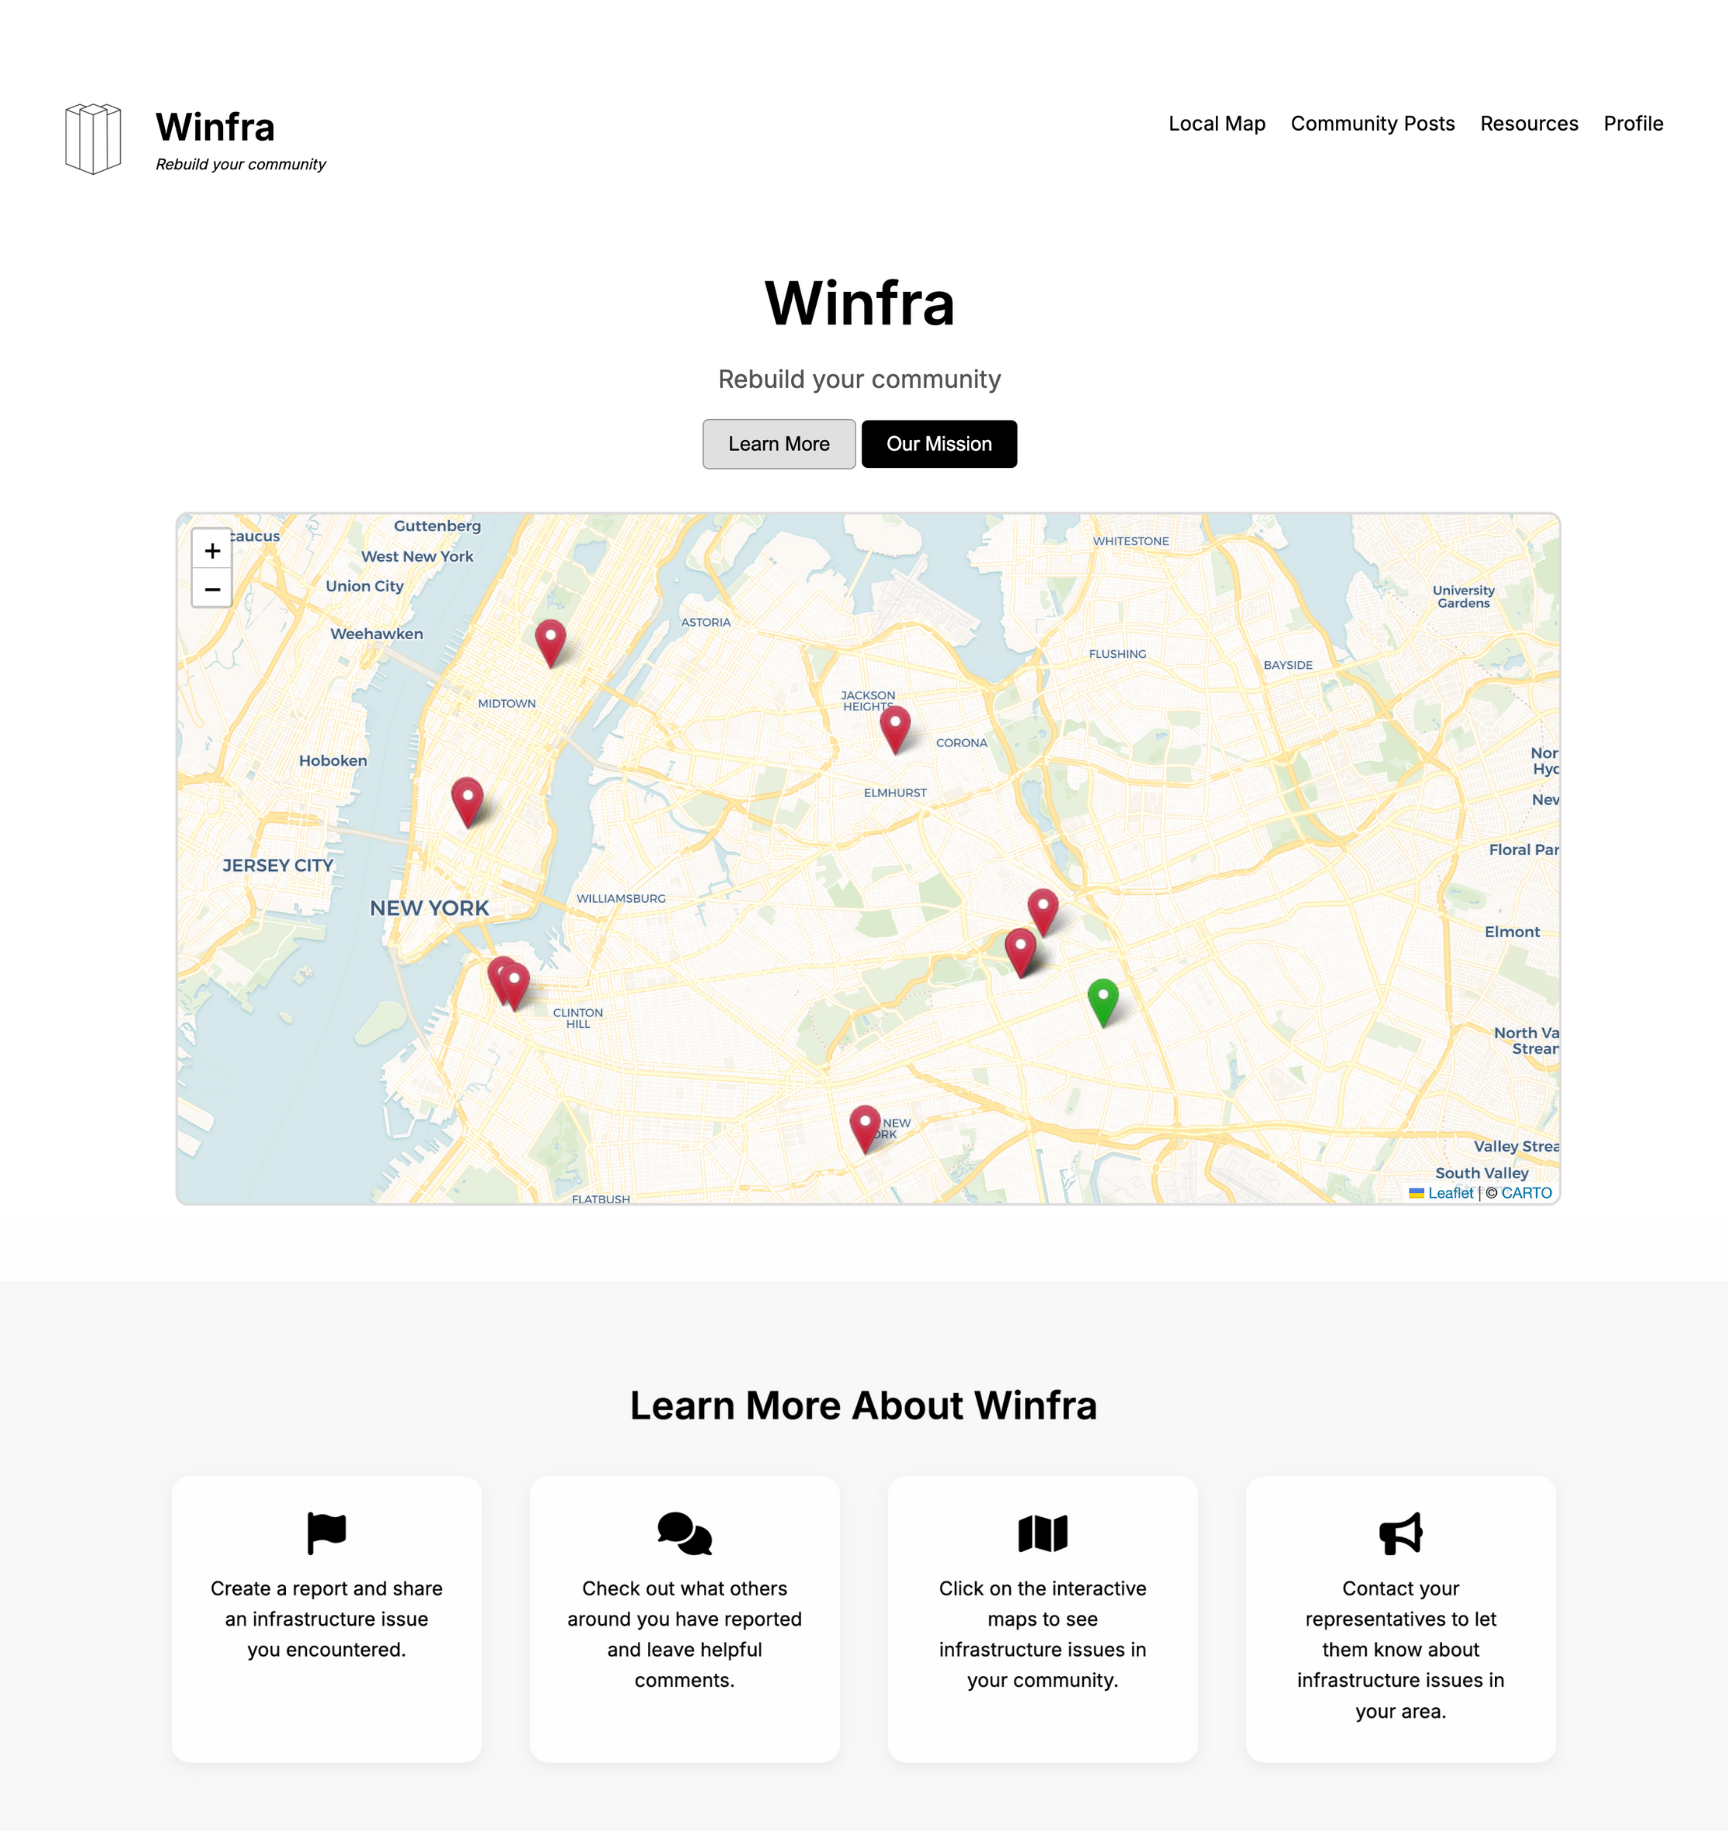 Winfra
Rebuild your community
Local Map Community Posts Resources Profile
Winfra
Rebuild your community
Learn More Our Mission
+
−
caucus
Guttenberg
West New York
Union City
Weehawken
MIDTOWN
Hoboken
JERSEY CITY
NEW YORK
ASTORIA
JACKSON
HEIGHTS
CORONA
ELMHURST
WILLIAMSBURG
CLINTON
HILL
FLATBUSH
NEW
ORK
WHITESTONE
FLUSHING
BAYSIDE
University
Gardens
Nor
Hyd
New
Floral Par
Elmont
North Va
Strear
Valley Strea
South Valley
Leaflet | © CARTO
Learn More About Winfra
Create a report and share
an infrastructure issue
you encountered.
Check out what others
around you have reported
and leave helpful
comments.
Click on the interactive
maps to see
infrastructure issues in
your community.
Contact your
representatives to let
them know about
infrastructure issues in
your area.